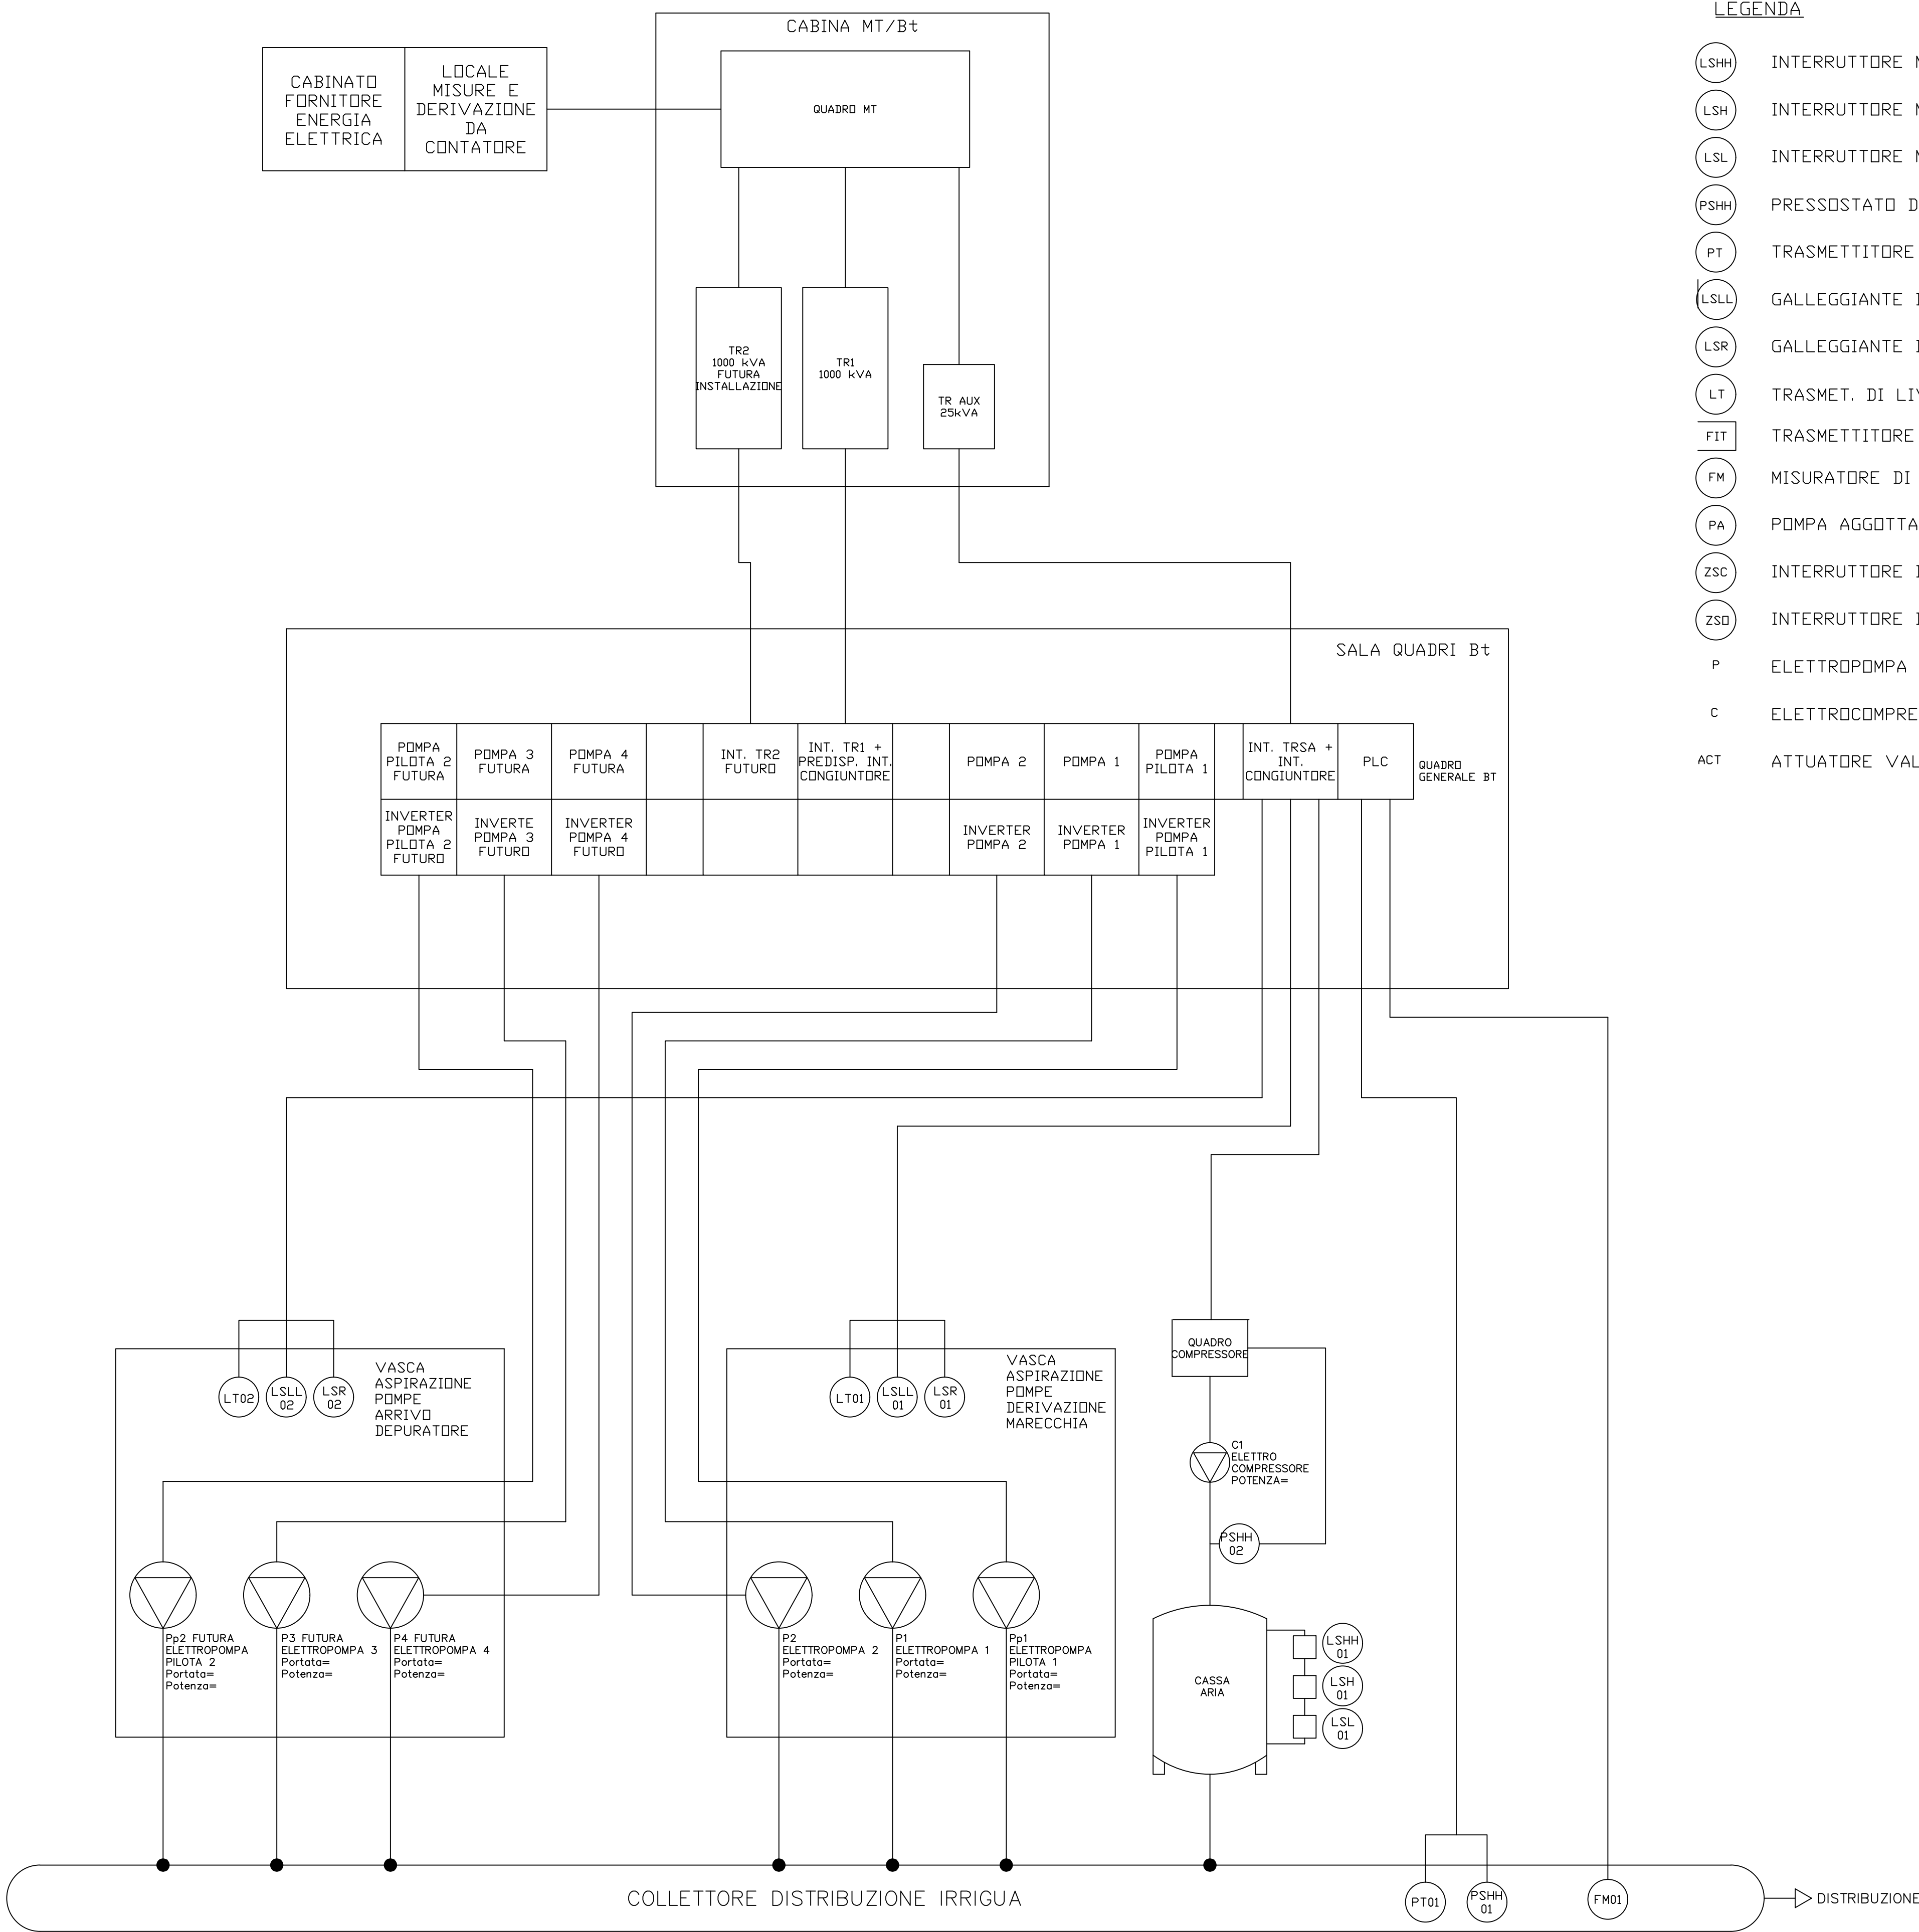 LEGENDA
LSHH INTERRUTTORE
LSH INTERRUTTORE
LSL INTERRUTTORE
PSHH PRESSOSTATO
PT TRASMETTITORE
LSLL GALLEGGIANTE
LSR GALLEGGIANTE
LT TRASMET. DI
FIT TRASMETTITORE
FM MISURATORE DI
PA POMPA
ZSC INTERRUTTORE
ZSO INTERRUTTORE
P ELETTROPOMPA
C
ACT ATTUATORE
CABINA MT/Bt
CABINATO
FORNITORE
ENERGIA
ELETTRICA
LOCALE
MISURE E
DERIVAZIONE
DA
CONTATORE
QUADRO MT
TR2
1000 kVA
FUTURA
INSTALLAZIONE
TR1
1000 kVA
TR AUX
25kVA
SALA QUADRI Bt
POMPA
PILOTA 2
FUTURA
POMPA 3
FUTURA
POMPA 4
FUTURA
INT. TR2
FUTURO
INT. TR1 +
PREDISP. INT.
CONGIUNTORE
POMPA 2
POMPA 1
POMPA
PILOTA 1
INT. TRSA +
INT.
CONGIUNTORE
PLC
QUADRO
GENERALE BT
INVERTER
POMPA
PILOTA 2
FUTURO
INVERTE
POMPA 3
FUTURO
INVERTER
POMPA 4
FUTURO
INVERTER
POMPA 2
INVERTER
POMPA 1
INVERTER
POMPA
PILOTA 1
LT02
LSLL
02
LSR
02
VASCA
ASPIRAZIONE
POMPE
ARRIVO
DEPURATORE
LT01
LSLL
01
LSR
01
VASCA
ASPIRAZIONE
POMPE
DERIVAZIONE
MARECCHIA
QUADRO
COMPRESSORE
C1
ELETTRO
COMPRESSORE
POTENZA=
PSHH
02
Pp2 FUTURA
ELETTROPOMPA
PILOTA 2
Portata=
Potenza=
P3 FUTURA
ELETTROPOMPA 3
Portata=
Potenza=
P4 FUTURA
ELETTROPOMPA 4
Portata=
Potenza=
P2
ELETTROPOMPA 2
Portata=
Potenza=
P1
ELETTROPOMPA 1
Portata=
Potenza=
Pp1
ELETTROPOMPA
PILOTA 1
Portata=
Potenza=
CASSA
ARIA
LSHH
01
LSH
01
LSL
01
COLLETTORE DISTRIBUZIONE IRRIGUA
PT01
PSHH
01
FM01
DISTRIBUZIONE